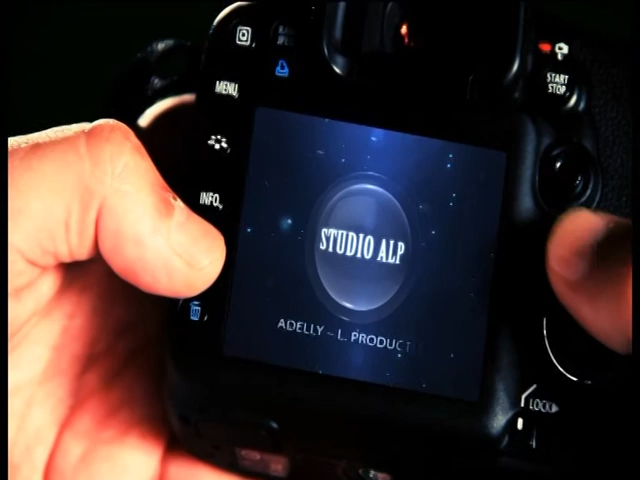 Q
START
STOP
MENU
INFO.
STUDIO ALP
ADELLY - L. PRODUCT
LOCK